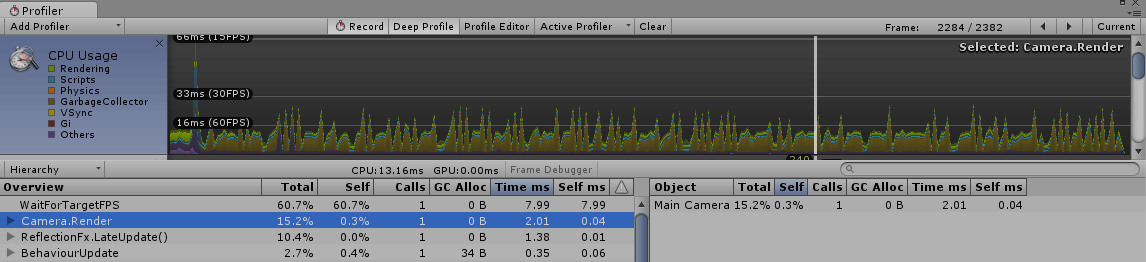 Profiler
Add Profiler Record Deep Profile Profile Editor Active Profiler Clear Frame: 2284 / 2382 Current
CPU Usage
Rendering
Scripts
Physics
GarbageCollector
VSync
Gi
Others
66ms (15FPS)
33ms (30FPS)
16ms (60FPS)
Selected: Camera.Render
Hierarchy CPU:13.16ms GPU:0.00ms Frame Debugger
Overview Total Self Calls GC Alloc Time ms Self ms
WaitForTargetFPS 60.7% 60.7% 1 0 B 7.99 7.99
Camera.Render 15.2% 0.3% 1 0 B 2.01 0.04
ReflectionFx.LateUpdate() 10.4% 0.0% 1 0 B 1.38 0.01
BehaviourUpdate 2.7% 0.4% 1 34 B 0.35 0.06
Object Total Self Calls GC Alloc Time ms Self ms
Main Camera 15.2% 0.3% 1 0 B 2.01 0.04